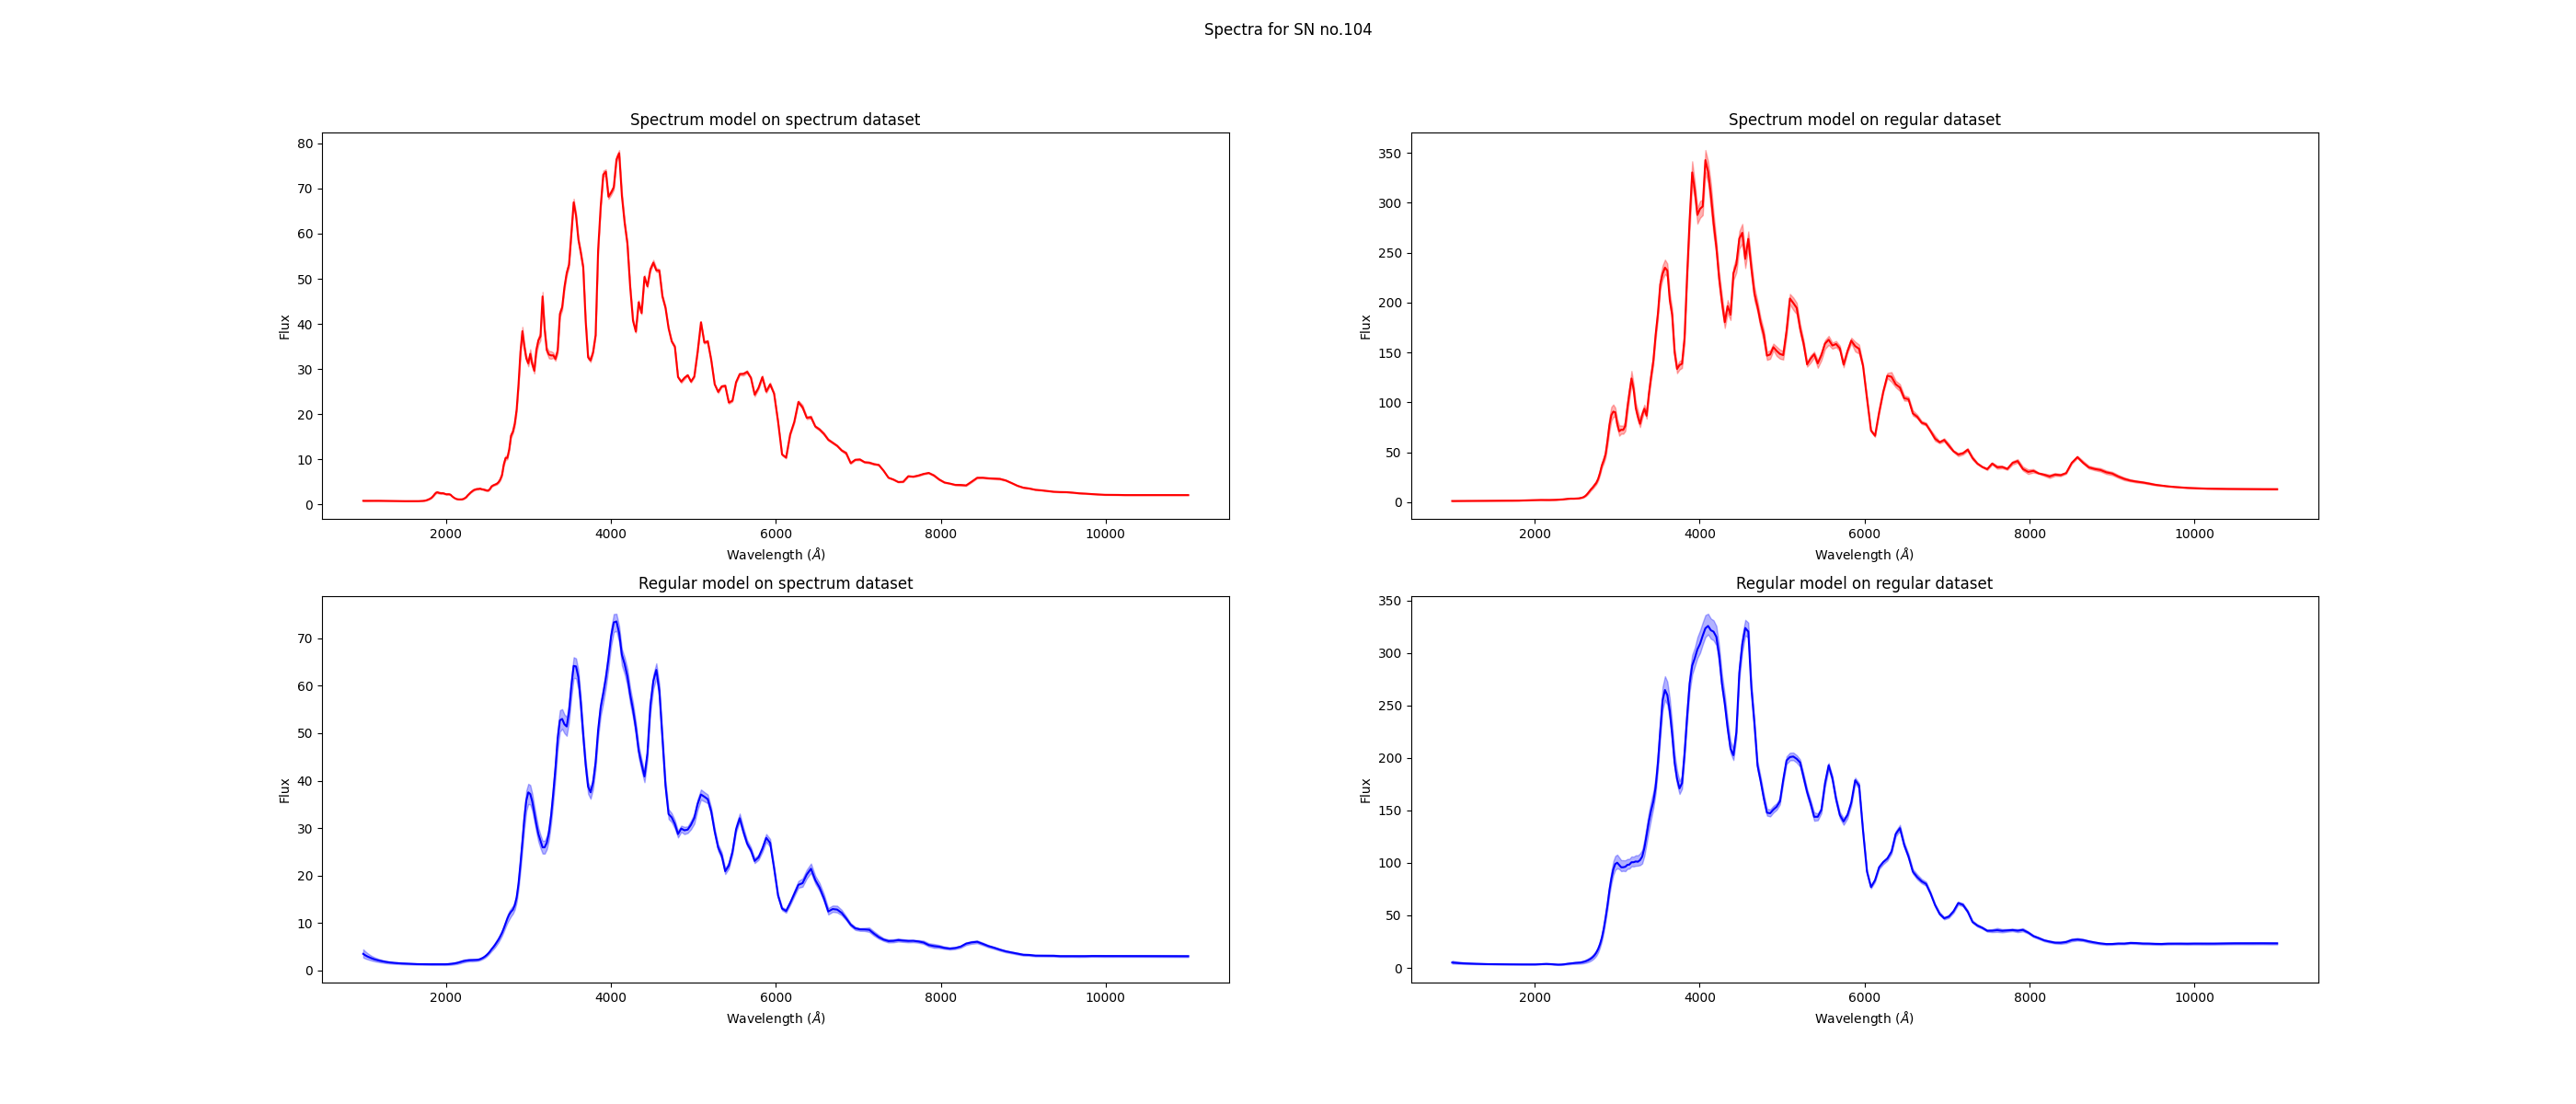 Spectra for SN no.104
Spectrum model on spectrum dataset
80
70
60
50
40
30
20
10
0
Flux
2000 4000 6000 8000 10000
Wavelength (Å)
Spectrum model on regular dataset
350
300
250
200
150
100
50
0
Flux
2000 4000 6000 8000 10000
Wavelength (Å)
Regular model on spectrum dataset
70
60
50
40
30
20
10
0
Flux
2000 4000 6000 8000 10000
Wavelength (Å)
Regular model on regular dataset
350
300
250
200
150
100
50
0
Flux
2000 4000 6000 8000 10000
Wavelength (Å)